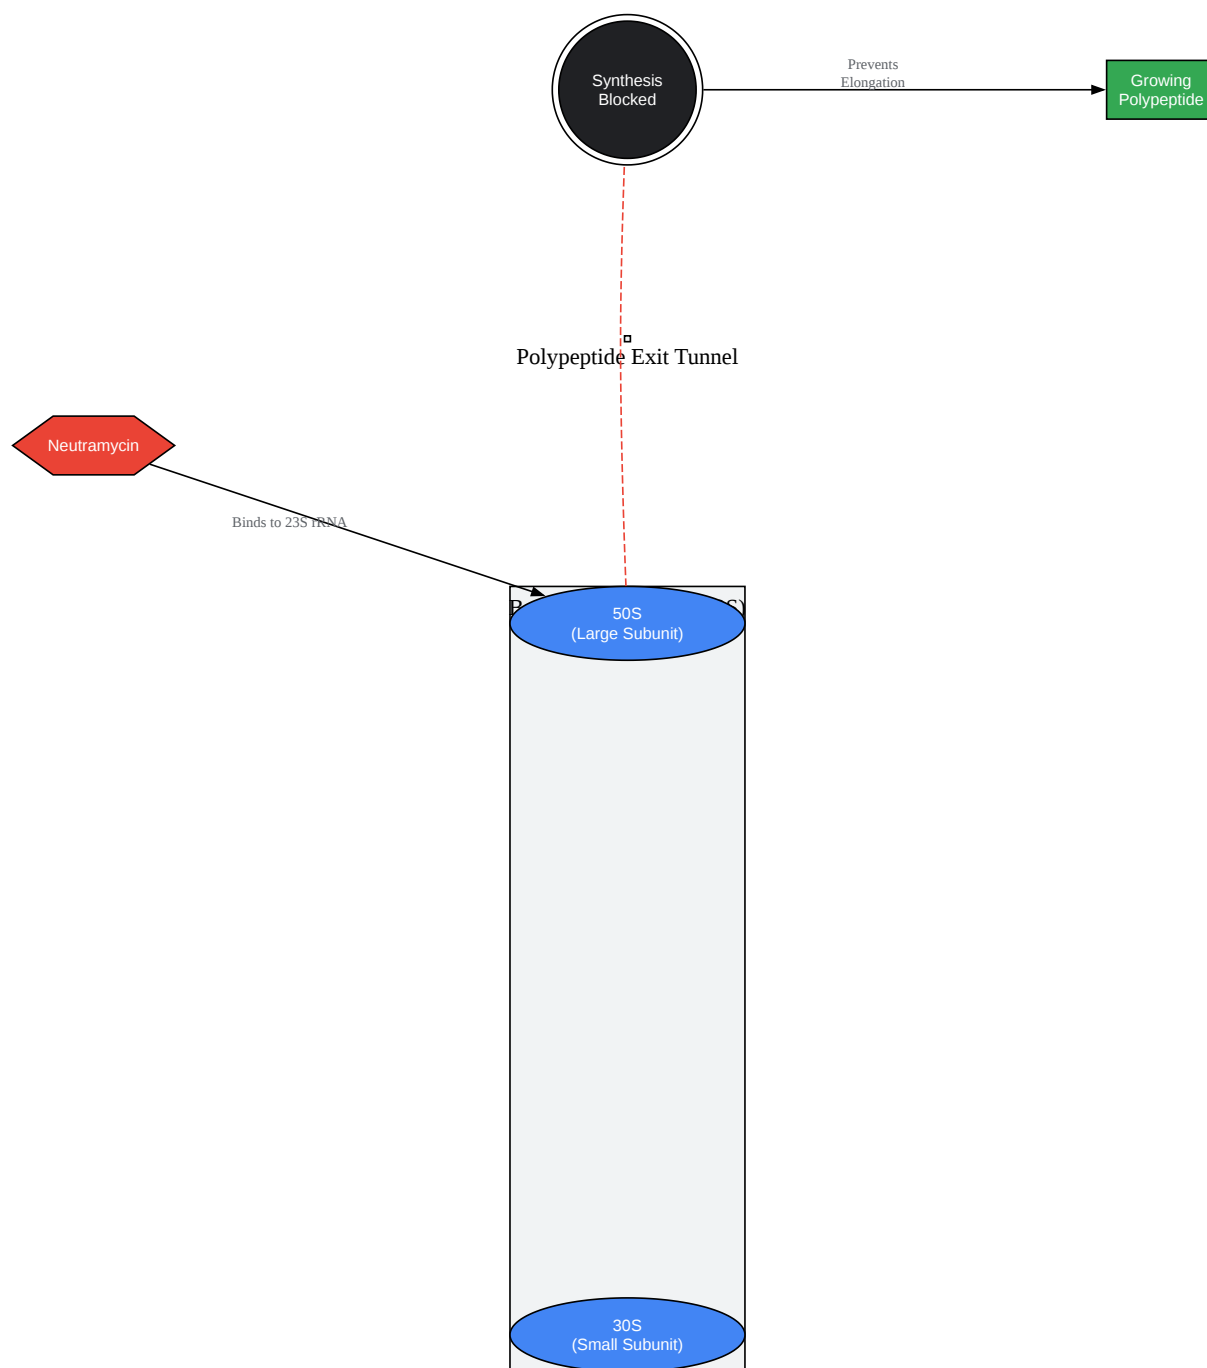 Synthesis
Blocked
Prevents
Elongation
Growing
Polypeptide
Polypeptide Exit Tunnel
Neutramycin
Binds to 23S rRNA
50S
(Large Subunit)
30S
(Small Subunit)